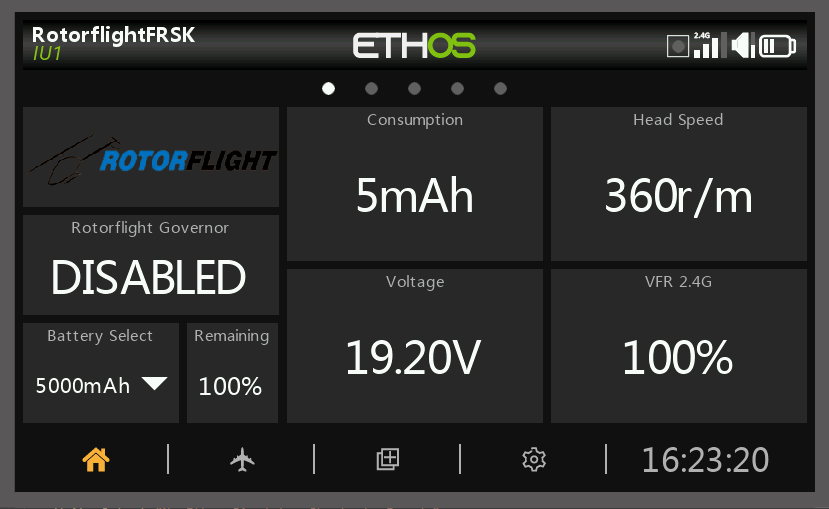 RotorflightFRSK
IU1
ETHOS
2.4G
ROTORFLIGHT
Consumption
5mAh
Head Speed
360r/m
Rotorflight Governor
DISABLED
Voltage
19.20V
VFR 2.4G
100%
Battery Select
5000mAh
Remaining
100%
16:23:20